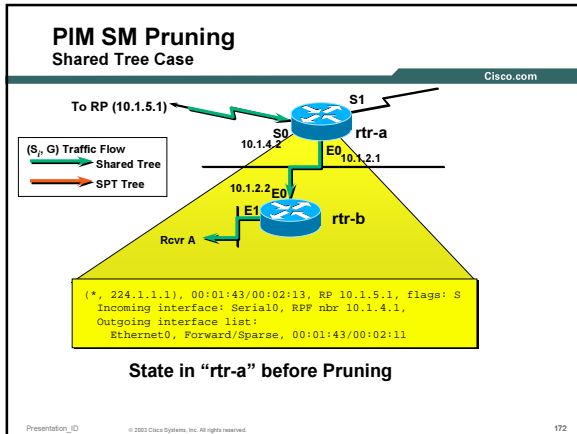 PIM SM Pruning
Shared Tree Case
Cisco.com
To RP (10.1.5.1)
S1
S0
rtr-a
10.1.4.2
E0
10.1.2.1
(Si, G) Traffic Flow
Shared Tree
SPT Tree
10.1.2.2
E0
E1
rtr-b
Rcvr A
(*, 224.1.1.1), 00:01:43/00:02:13, RP 10.1.5.1, flags: S
Incoming interface: Serial0, RPF nbr 10.1.4.1,
Outgoing interface list:
Ethernet0, Forward/Sparse, 00:01:43/00:02:11
State in “rtr-a” before Pruning
Presentation_ID
© 2003 Cisco Systems, Inc. All rights reserved.
172